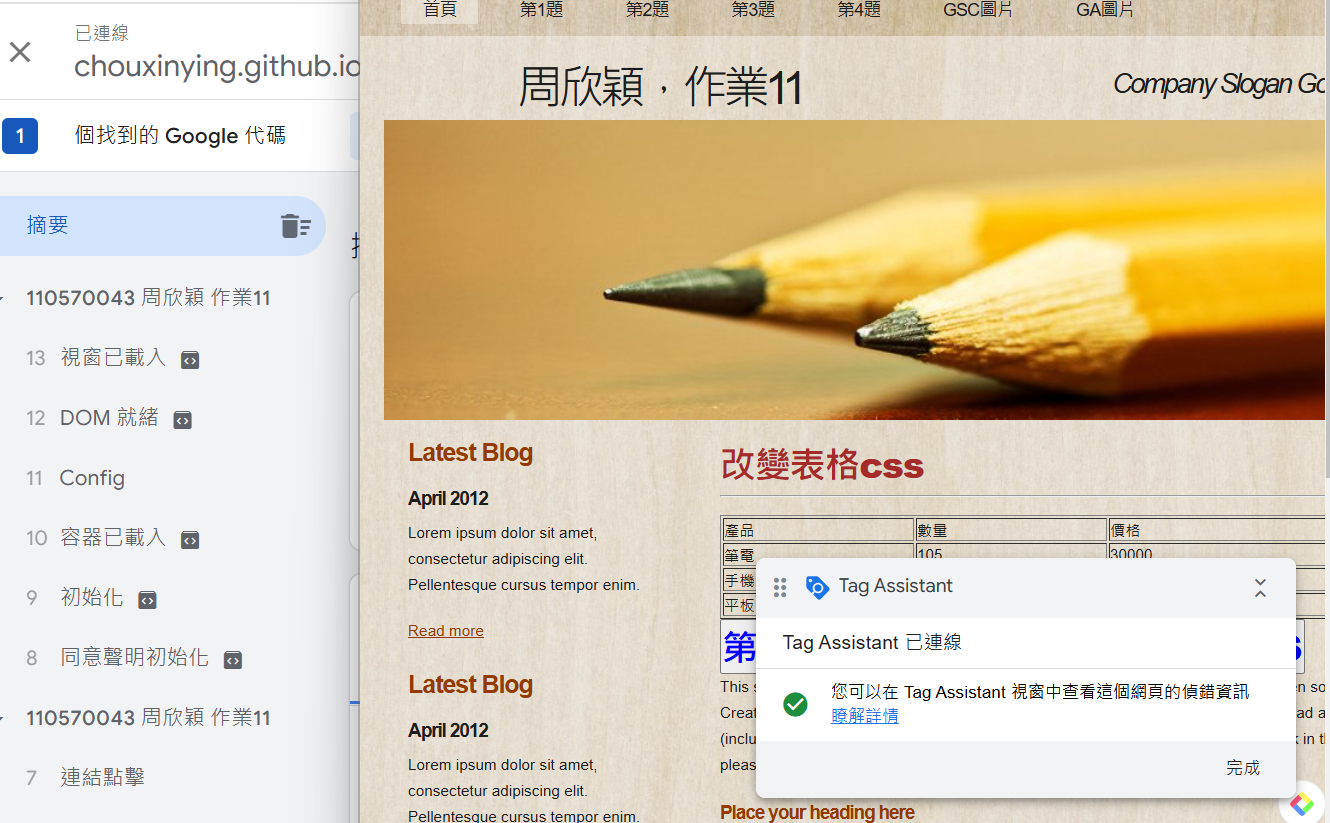 已連線
chouxinying.github.io
1 個找到的 Google 代碼
摘要
110570043 周欣穎 作業11
13 視窗已載入
12 DOM 就緒
11 Config
10 容器已載入
9 初始化
8 同意聲明初始化
110570043 周欣穎 作業11
7 連結點擊
首頁 第1題 第2題 第3題 第4題 GSC圖片 GA圖片
周欣穎，作業11
Company Slogan Go
Latest Blog
April 2012
Lorem ipsum dolor sit amet,
consectetur adipiscing elit.
Pellentesque cursus tempor enim.
Read more
Latest Blog
April 2012
Lorem ipsum dolor sit amet,
consectetur adipiscing elit.
Pellentesque cursus tempor enim.
改變表格css
產品 數量 價格
筆電 105 30000
手機
平板
第
This
Creat
(inclu
pleas
Place your heading here
Tag Assistant
Tag Assistant 已連線
您可以在 Tag Assistant 視窗中查看這個網頁的偵錯資訊
瞭解詳情
完成